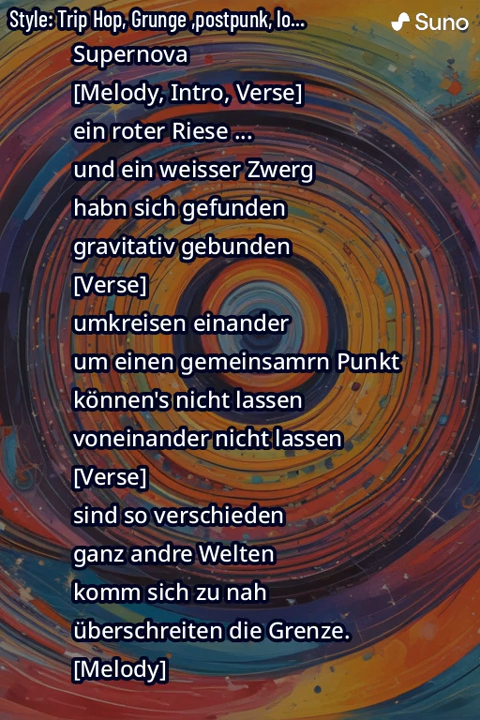 Style: Trip Hop, Grunge ,postpunk, lo...
Suno
Supernova
[Melody, Intro, Verse]
ein roter Riese ...
und ein weisser Zwerg
habn sich gefunden
gravitativ gebunden
[Verse]
umkreisen einander
um einen gemeinsamrn Punkt
können's nicht lassen
voneinander nicht lassen
[Verse]
sind so verschieden
ganz andre Welten
komm sich zu nah
überschreiten die Grenze.
[Melody]